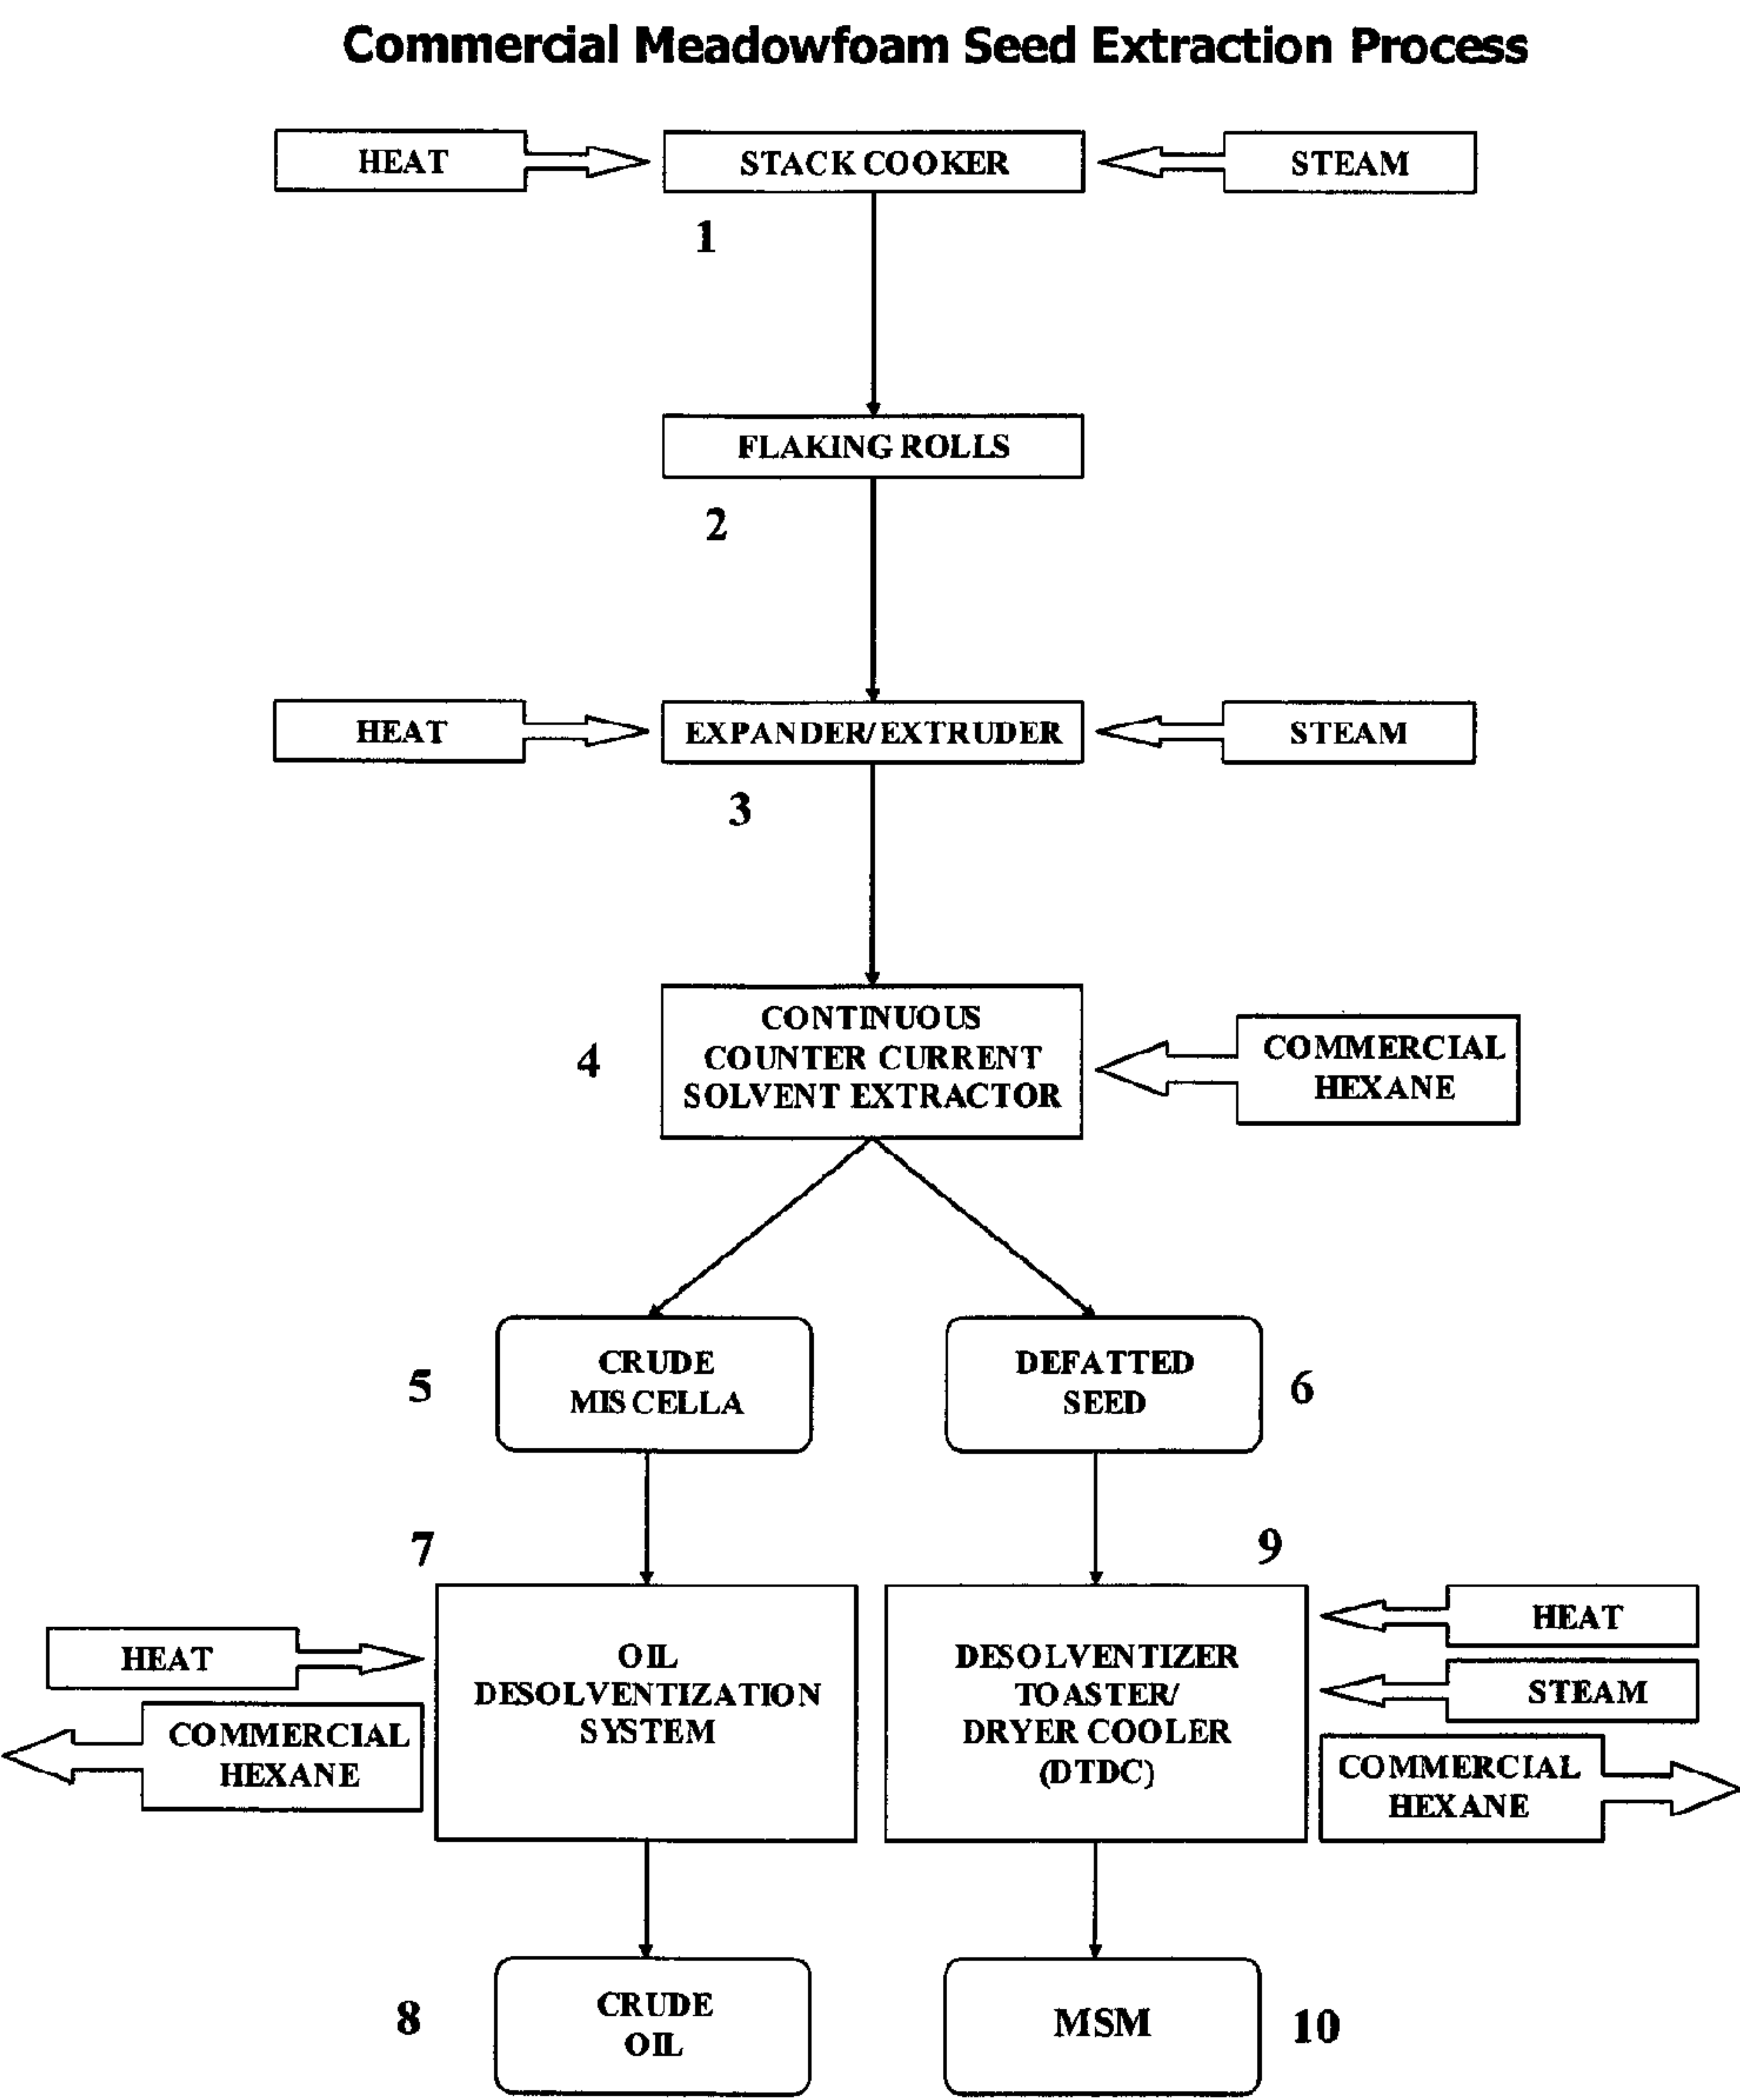 Commercial Meadowfoam Seed Extraction Process
HEAT
STACK COOKER
STEAM
1
FLAKING ROLLS
2
HEAT
EXPANDER/EXTRUDER
STEAM
3
CONTINUOUS
COUNTER CURRENT
SOLVENT EXTRACTOR
4
COMMERCIAL
HEXANE
CRUDE
MISCELLA
5
DEFATTED
SEED
6
7
HEAT
COMMERCIAL
HEXANE
OIL
DESOLVENTIZATION
SYSTEM
9
DESOLVENTIZER
TOASTER/
DRYER COOLER
(DTDC)
HEAT
STEAM
COMMERCIAL
HEXANE
8
CRUDE
OIL
MSM
10